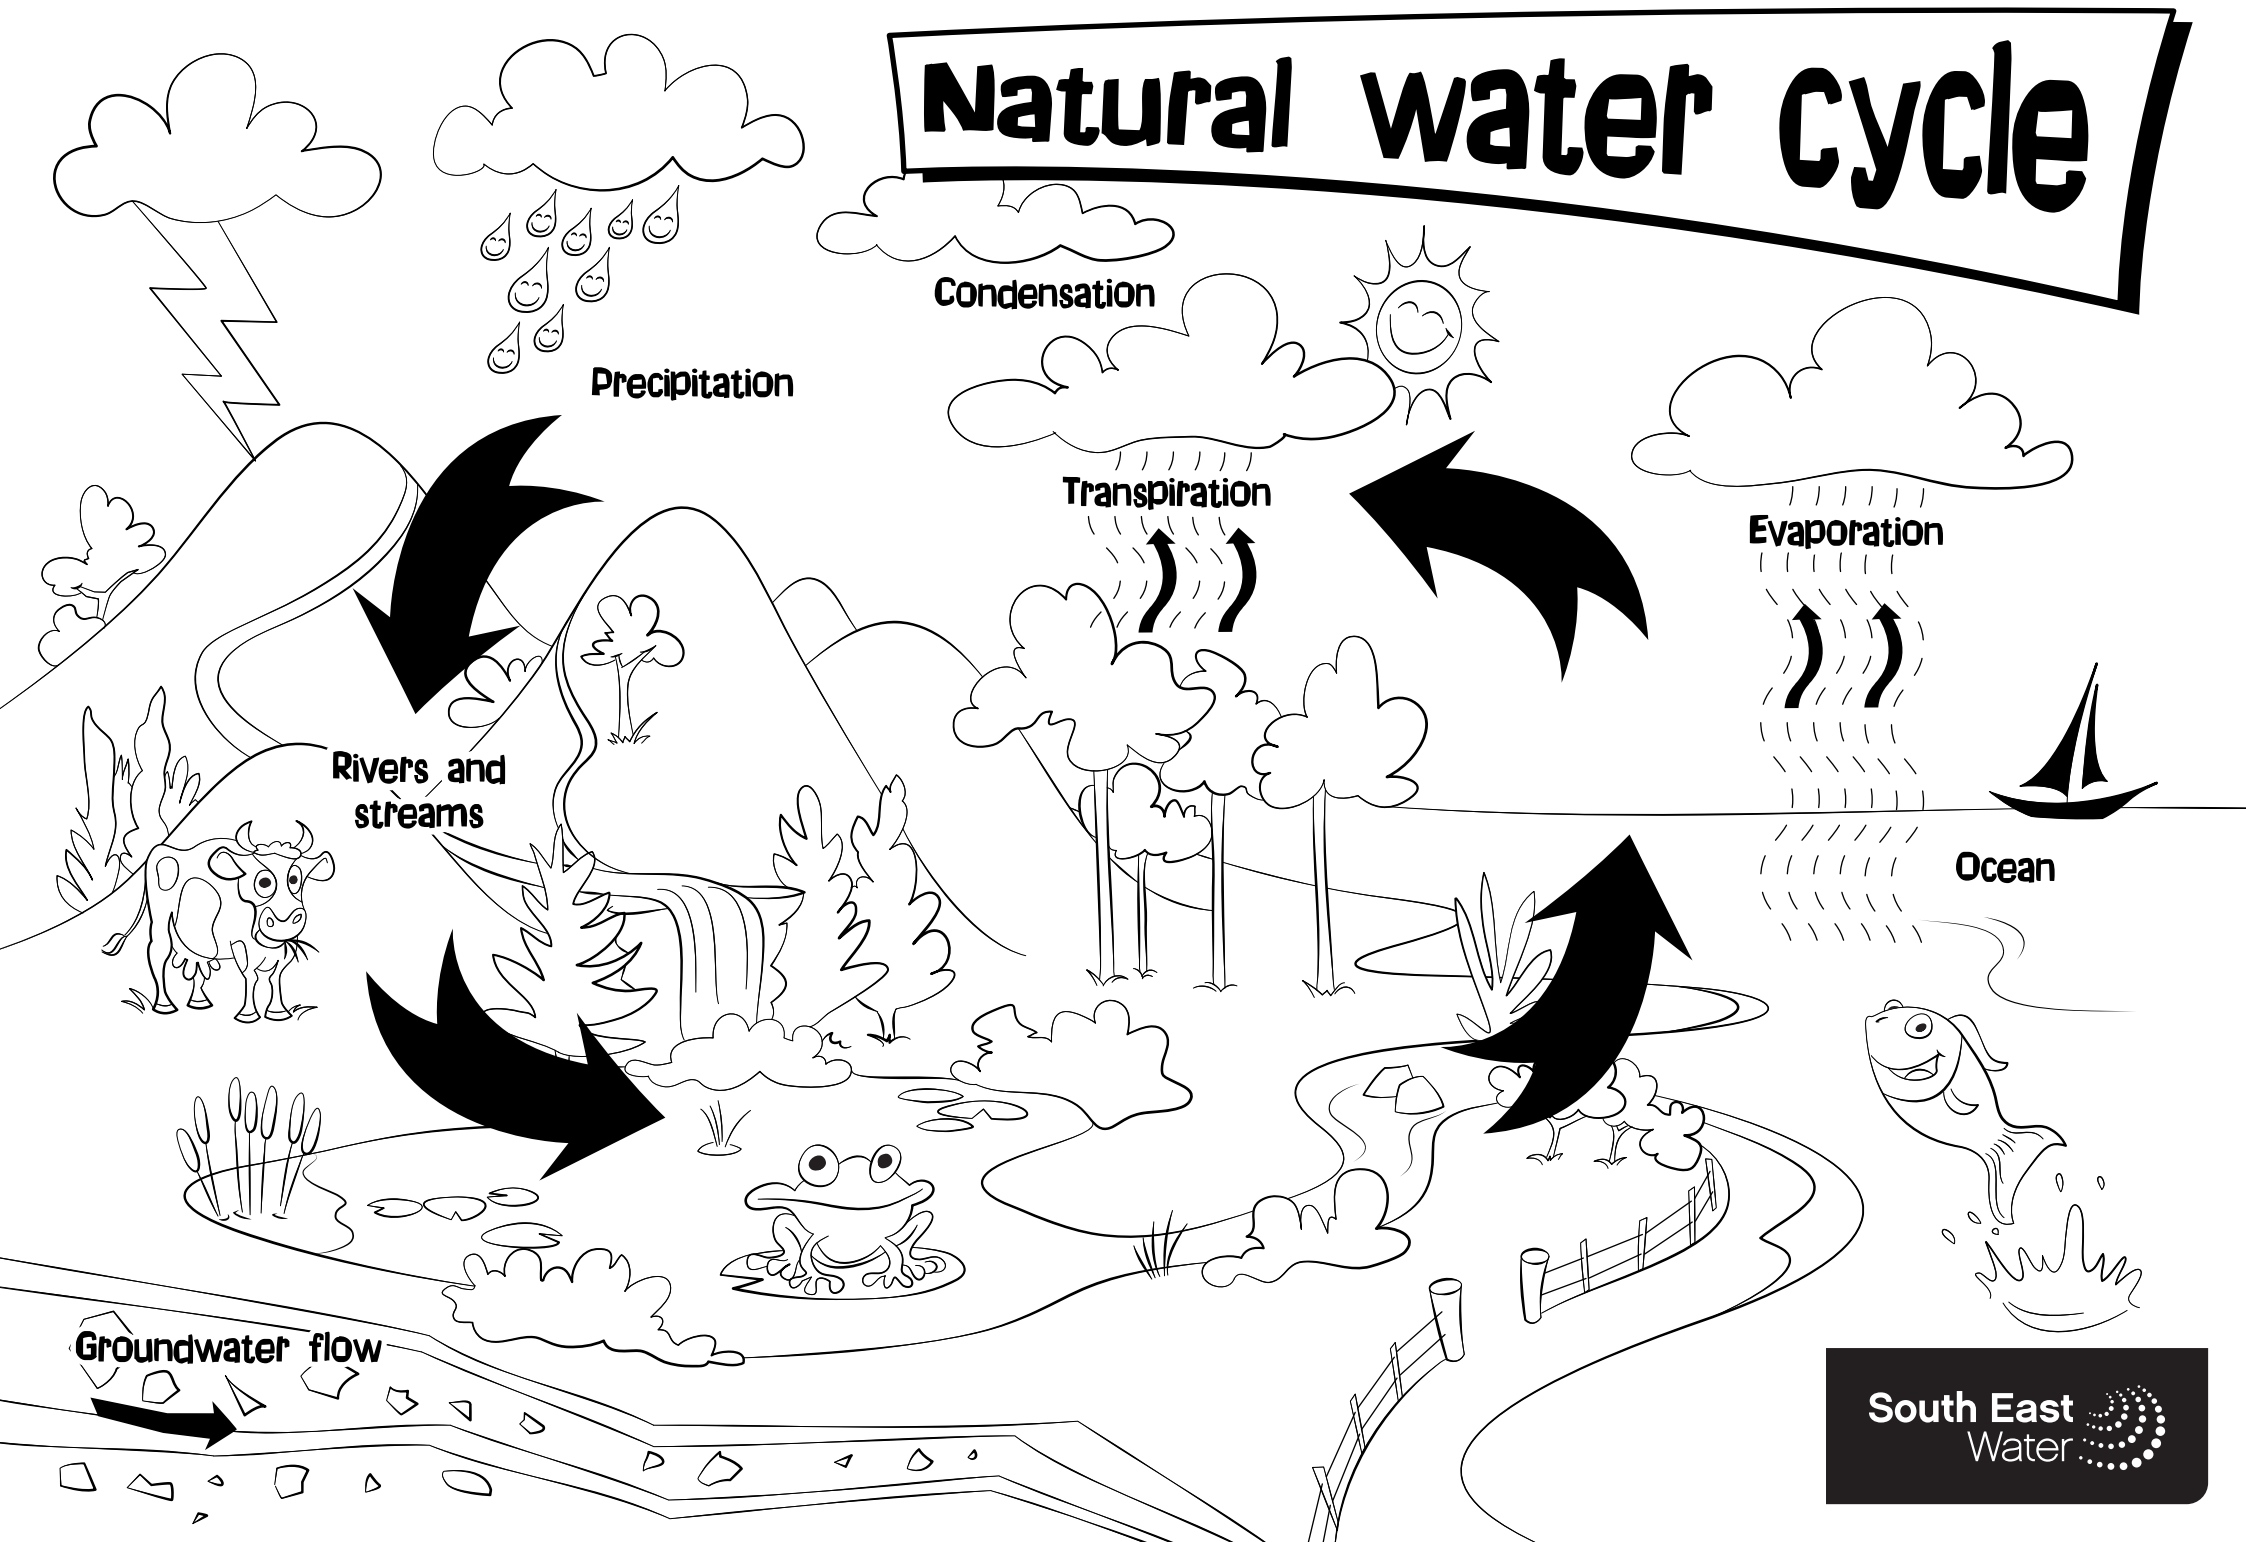 Natural water cycle
Condensation
Precipitation
Transpiration
Evaporation
Rivers and
streams
Ocean
Groundwater flow
South East
Water